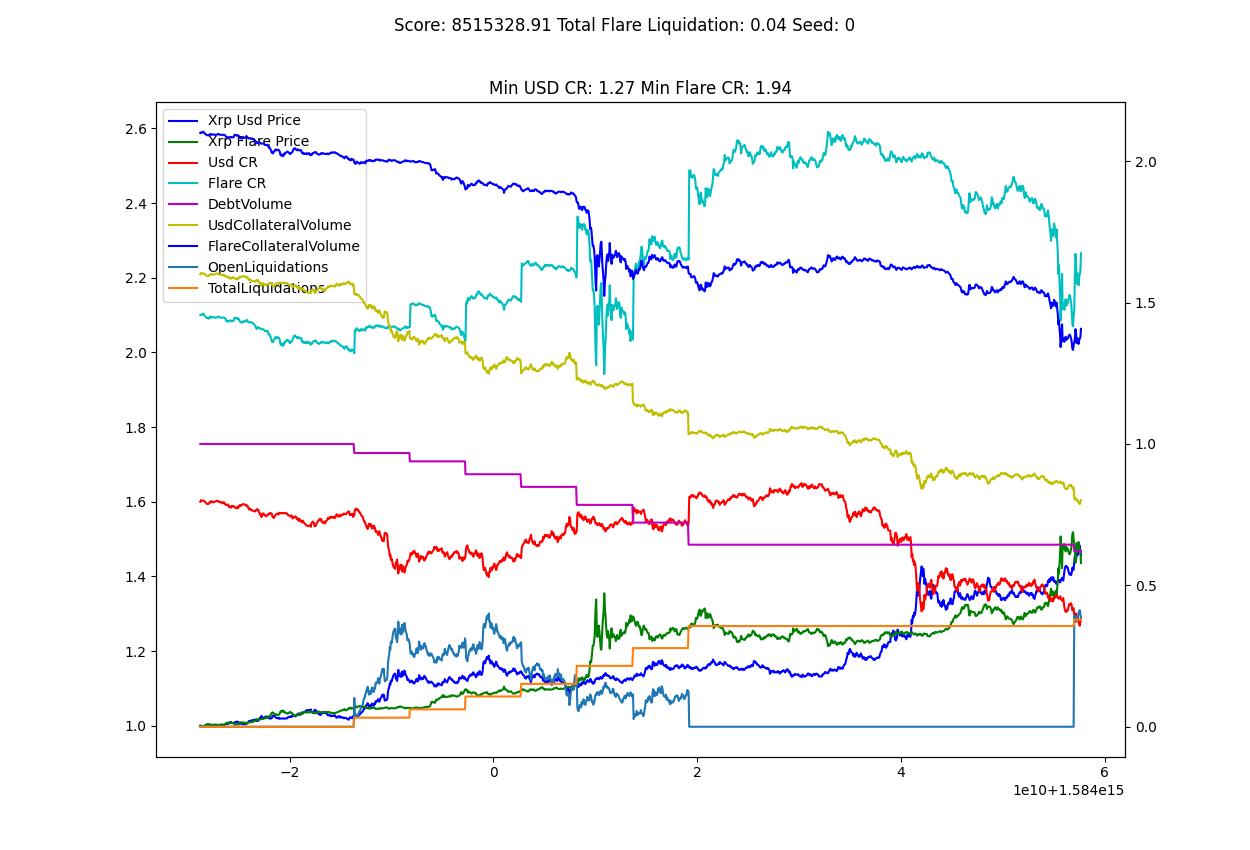 Score: 8515328.91 Total Flare Liquidation: 0.04 Seed: 0
Min USD CR: 1.27 Min Flare CR: 1.94
Xrp Usd Price
Xrp Flare Price
Usd CR
Flare CR
DebtVolume
UsdCollateralVolume
FlareCollateralVolume
OpenLiquidations
TotalLiquidations
2.6
2.4
2.2
2.0
1.8
1.6
1.4
1.2
1.0
2.0
1.5
1.0
0.5
0.0
−2 0 2 4 6
1e10+1.584e15